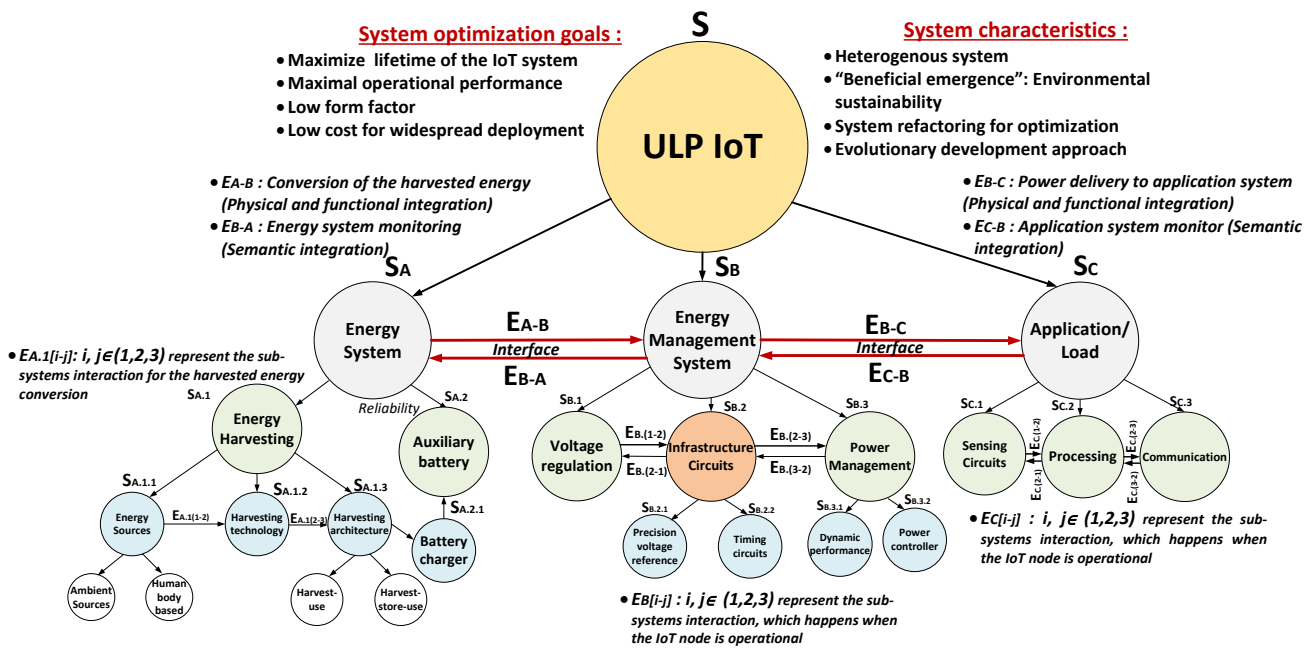 S
System optimization goals :
• Maximize lifetime of the IoT system
• Maximal operational performance
• Low form factor
• Low cost for widespread deployment
System characteristics :
• Heterogenous system
• “Beneficial emergence”: Environmental
sustainability
• System refactoring for optimization
• Evolutionary development approach
ULP IoT
• EA-B : Conversion of the harvested energy
(Physical and functional integration)
• EB-A : Energy system monitoring
(Semantic integration)
• EB-C : Power delivery to application system
(Physical and functional integration)
• EC-B : Application system monitor (Semantic
integration)
SA
SB
SC
Energy
System
EA-B
Interface
EB-A
Energy
Management
System
EB-C
Interface
EC-B
Application/
Load
• EA.1[i-j]: i, j∈(1,2,3) represent the sub-
systems interaction for the harvested energy
conversion
SA.1
Reliability
SA.2
SB.1
SB.2
SB.3
SC.1
SC.2
SC.3
Energy
Harvesting
Auxiliary
battery
Voltage
regulation
EB.(1-2)
EB.(2-1)
Infrastructure
Circuits
EB.(2-3)
EB.(3-2)
Power
Management
Sensing
Circuits
EC.(1-2)
EC.(2-1)
Processing
EC.(2-3)
EC.(3-2)
Communication
SA.1.1
SA.1.2
SA.1.3
SA.2.1
SB.2.1
SB.2.2
SB.3.1
SB.3.2
Energy
Sources
EA.1(1-2)
Harvesting
technology
EA.1(2-3)
Harvesting
architecture
Battery
charger
Precision
voltage
reference
Timing
circuits
Dynamic
performance
Power
controller
• EC[i-j] : i, j∈ (1,2,3) represent the sub-
systems interaction, which happens when
the IoT node is operational
Ambient
Sources
Human
body
based
Harvest-
use
Harvest-
store-use
• EB[i-j] : i, j∈ (1,2,3) represent the sub-
systems interaction, which happens when
the IoT node is operational